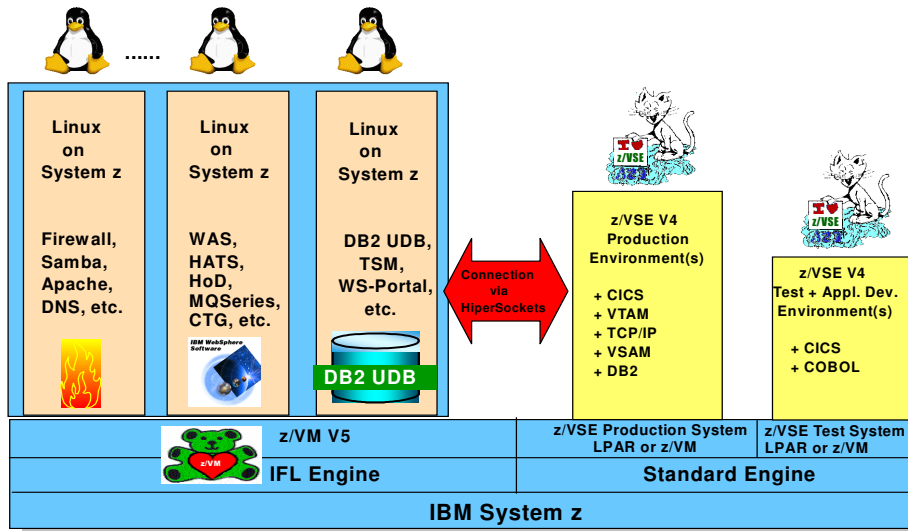 ......
Linux
on
System z
Firewall,
Samba,
Apache,
DNS, etc.
Linux
on
System z
WAS,
HATS,
HoD,
MQSeries,
CTG, etc.
IBM WebSphere
Software
Linux
on
System z
DB2 UDB,
TSM,
WS-Portal,
etc.
DB2 UDB
Connection
via
HiperSockets
I
z/VSE
z/VSE V4
Production
Environment(s)
+ CICS
+ VTAM
+ TCP/IP
+ VSAM
+ DB2
I
z/VSE
z/VSE V4
Test + Appl. Dev.
Environment(s)
+ CICS
+ COBOL
z/VM V5
z/VM
z/VSE Production System
LPAR or z/VM
z/VSE Test System
LPAR or z/VM
IFL Engine
Standard Engine
IBM System z